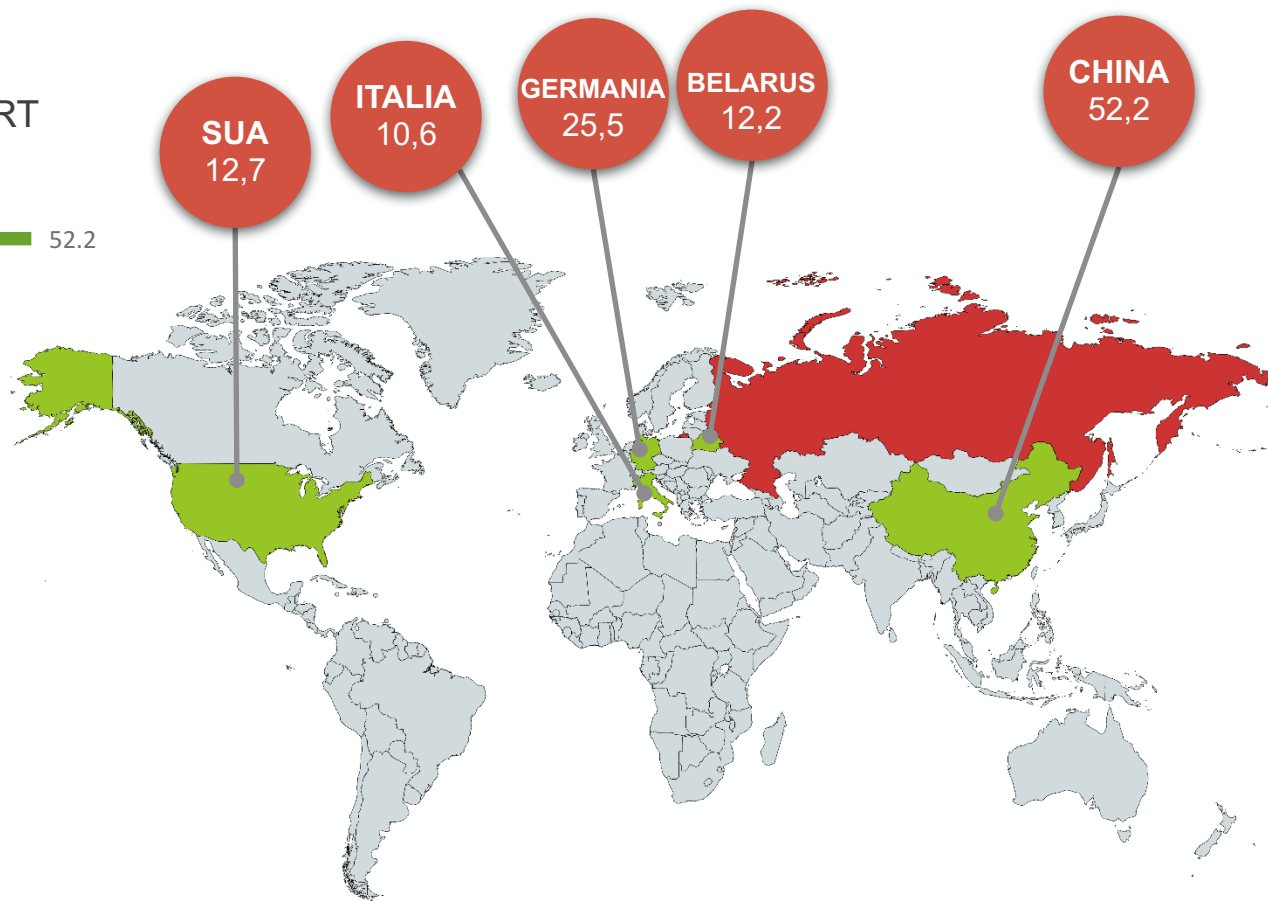 RT
SUA
12,7
ITALIA
10,6
GERMANIA
25,5
BELARUS
12,2
CHINA
52,2
52.2